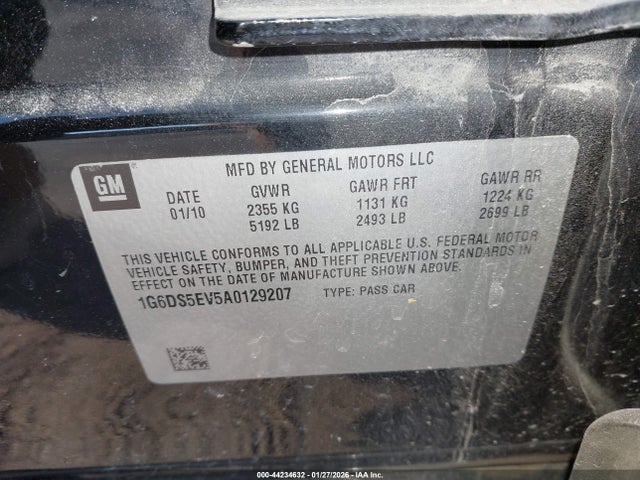 GM
MFD BY GENERAL MOTORS LLC
DATE GVWR GAWR FRT GAWR RR
01/10 2355 KG 1131 KG 1224 KG
5192 LB 2493 LB 2699 LB
THIS VEHICLE CONFORMS TO ALL APPLICABLE U.S. FEDERAL MOTOR
VEHICLE SAFETY, BUMPER, AND THEFT PREVENTION STANDARDS IN
EFFECT ON THE DATE OF MANUFACTURE SHOWN ABOVE.
1G6DS5EV5A0129207 TYPE: PASS CAR
000-44234632 - 01/27/2026 - IAA Inc.